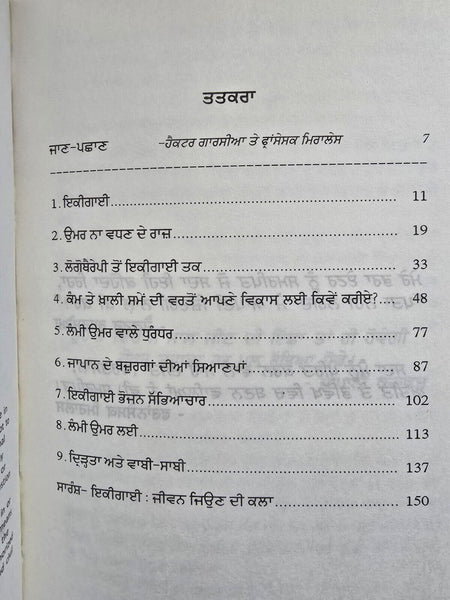 ਤਤਕਰਾ
ਜਾਣ-ਪਛਾਣ -ਹੈਕਟਰ ਗਾਰਸੀਆ ਤੇ ਫ੍ਰਾਂਸੇਸਕ ਮਿਰਾਲੇਸ 7
1. ਇਕੀਗਾਈ 11
2. ਉਮਰ ਨਾ ਵਧਣ ਦੇ ਰਾਜ਼ 19
3. ਲੋਗੋਥੈਰੇਪੀ ਤੋਂ ਇਕੀਗਾਈ ਤਕ 33
4. ਕੰਮ ਤੇ ਖ਼ਾਲੀ ਸਮੇਂ ਦੀ ਵਰਤੋਂ ਆਪਣੇ ਵਿਕਾਸ ਲਈ ਕਿਵੇਂ ਕਰੀਏ? 48
5. ਲੰਮੀ ਉਮਰ ਵਾਲੇ ਧੁਰੰਧਰ 77
6. ਜਾਪਾਨ ਦੇ ਬਜ਼ੁਰਗਾਂ ਦੀਆਂ ਸਿਆਣਪਾਂ 87
7. ਇਕੀਗਾਈ ਭੋਜਨ ਸੱਭਿਆਚਾਰ 102
8. ਲੰਮੀ ਉਮਰ ਲਈ 113
9. ਦ੍ਰਿੜ੍ਹਤਾ ਅਤੇ ਵਾਬੀ-ਸਾਬੀ 137
ਸਾਰੰਸ਼- ਇਕੀਗਾਈ : ਜੀਵਨ ਜਿਉਣ ਦੀ ਕਲਾ 150